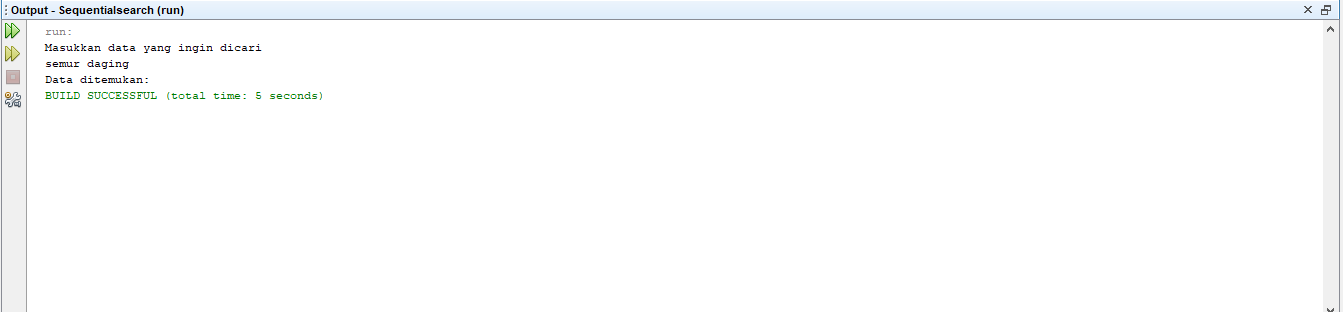 Output - Sequentialsearch (run)
run:
Masukkan data yang ingin dicari
semur daging
Data ditemukan:
BUILD SUCCESSFUL (total time: 5 seconds)